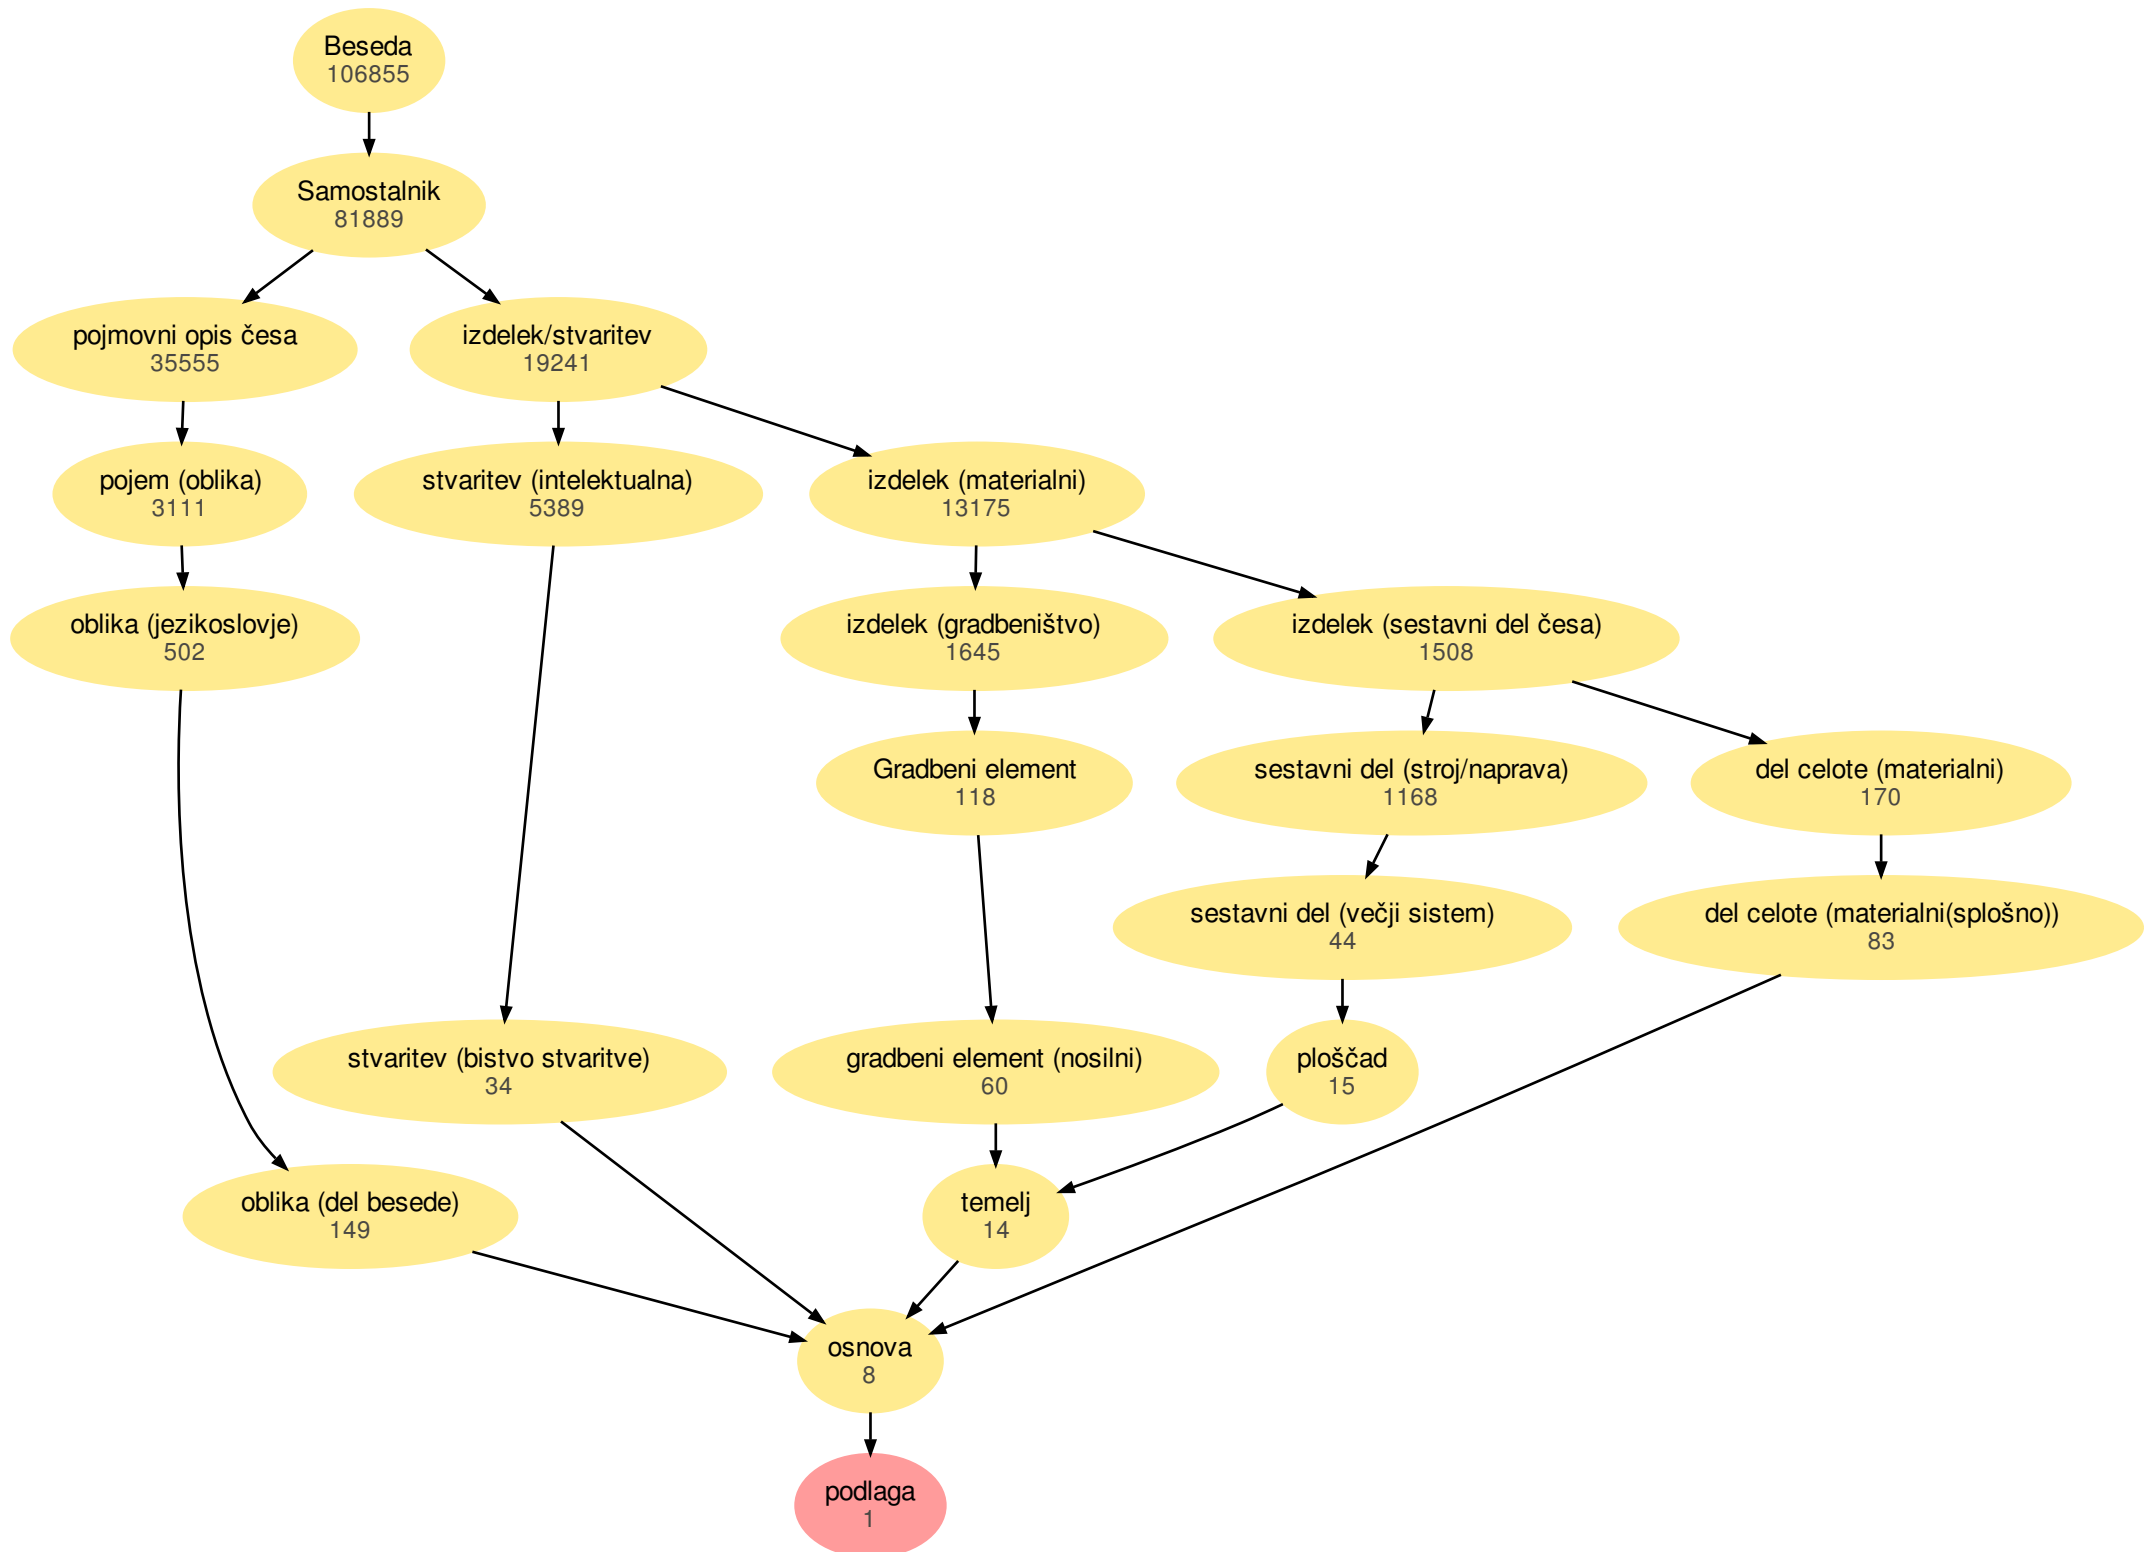 Beseda
106855
Samostalnik
81889
pojmovni opis česa
35555
izdelek/stvaritev
19241
pojem (oblika)
3111
stvaritev (intelektualna)
5389
izdelek (materialni)
13175
oblika (jezikoslovje)
502
izdelek (gradbeništvo)
1645
izdelek (sestavni del česa)
1508
Gradbeni element
118
sestavni del (stroj/naprava)
1168
del celote (materialni)
170
sestavni del (večji sistem)
44
del celote (materialni(splošno))
83
stvaritev (bistvo stvaritve)
34
gradbeni element (nosilni)
60
ploščad
15
oblika (del besede)
149
temelj
14
osnova
8
podlaga
1